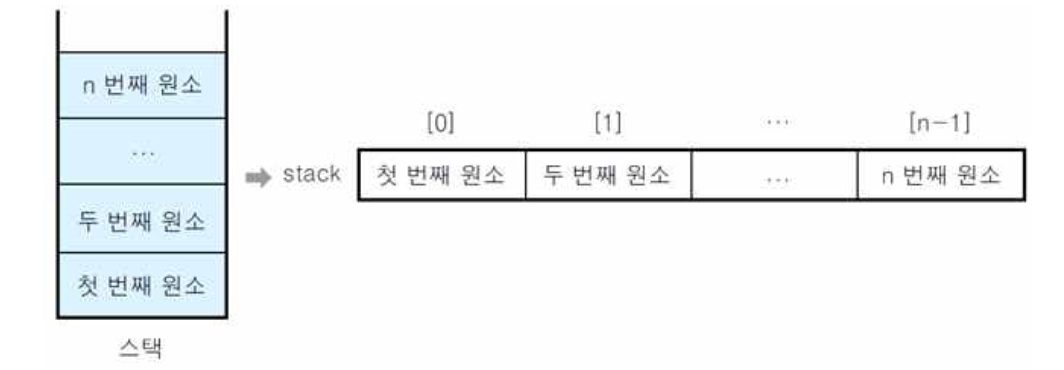 n 번째 원소
...
두 번째 원소
첫 번째 원소
스택
stack
[0] [1] ... [n-1]
첫 번째 원소 두 번째 원소 ... n 번째 원소